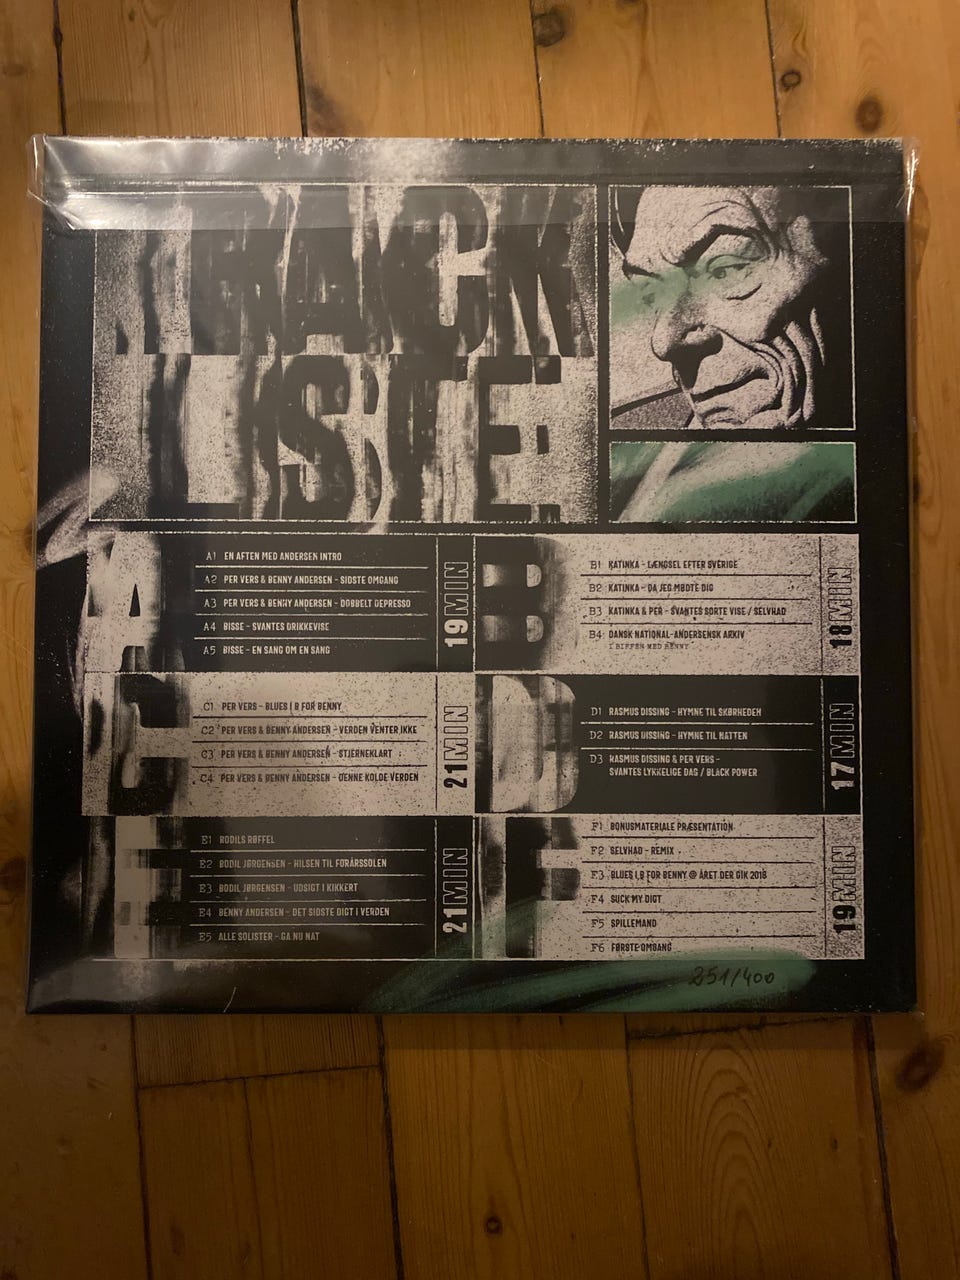 TRACK
LISTE
A
A1 EN AFTEN MED ANDERSEN INTRO
A2 PER VERS & BENNY ANDERSEN - SIDSTE OMGANG
A3 PER VERS & BENNY ANDERSEN - DOBBELT DEPRESSO
A4 BISSE - SVANTES DRIKKEVISE
A5 BISSE - EN SANG OM EN SANG
19 MIN
B
B1 KATINKA - LÆNGSEL EFTER SVERIGE
B2 KATINKA - DA JEG MØDTE DIG
B3 KATINKA & PER - SVANTES SORTE VISE / SELVHAD
B4 DANSK NATIONAL-ANDERSENSK ARKIV
I BIFFEN MED BENNY
18 MIN
C
C1 PER VERS - BLUES I B FOR BENNY
C2 PER VERS & BENNY ANDERSEN - VERDEN VENTER IKKE
C3 PER VERS & BENNY ANDERSEN - STJERNEKLART
C4 PER VERS & BENNY ANDERSEN - DENNE KOLDE VERDEN
21 MIN
D
D1 RASMUS DISSING - HYMNE TIL SKØRHEDEN
D2 RASMUS DISSING - HYMNE TIL NATTEN
D3 RASMUS DISSING & PER VERS -
SVANTES LYKKELIGE DAG / BLACK POWER
17 MIN
E
E1 BODILS RØFFEL
E2 BODIL JØRGENSEN - HILSEN TIL FORÅRSSOLEN
E3 BODIL JØRGENSEN - UDSIGT I KIKKERT
E4 BENNY ANDERSEN - DET SIDSTE DIGT I VERDEN
E5 ALLE SOLISTER - GA NU NAT
21 MIN
F
F1 BONUSMATERIALE PRÆSENTATION
F2 SELVHAD - REMIX
F3 BLUES I B FOR BENNY @ ÅRET DER GIK 2018
F4 SUCK MY DIGT
F5 SPILLEMAND
F6 FØRSTE OMGANG
19 MIN
251/400